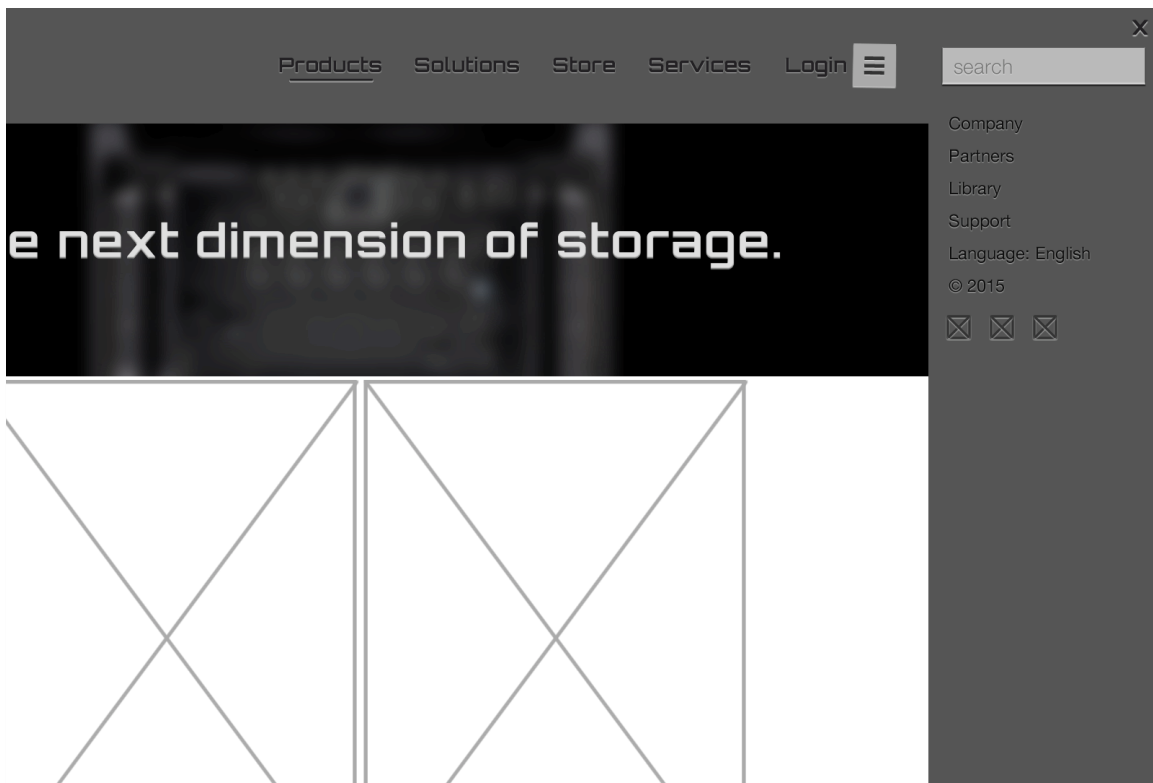 X
Products Solutions Store Services Login
search
e next dimension of storage.
Company
Partners
Library
Support
Language: English
© 2015